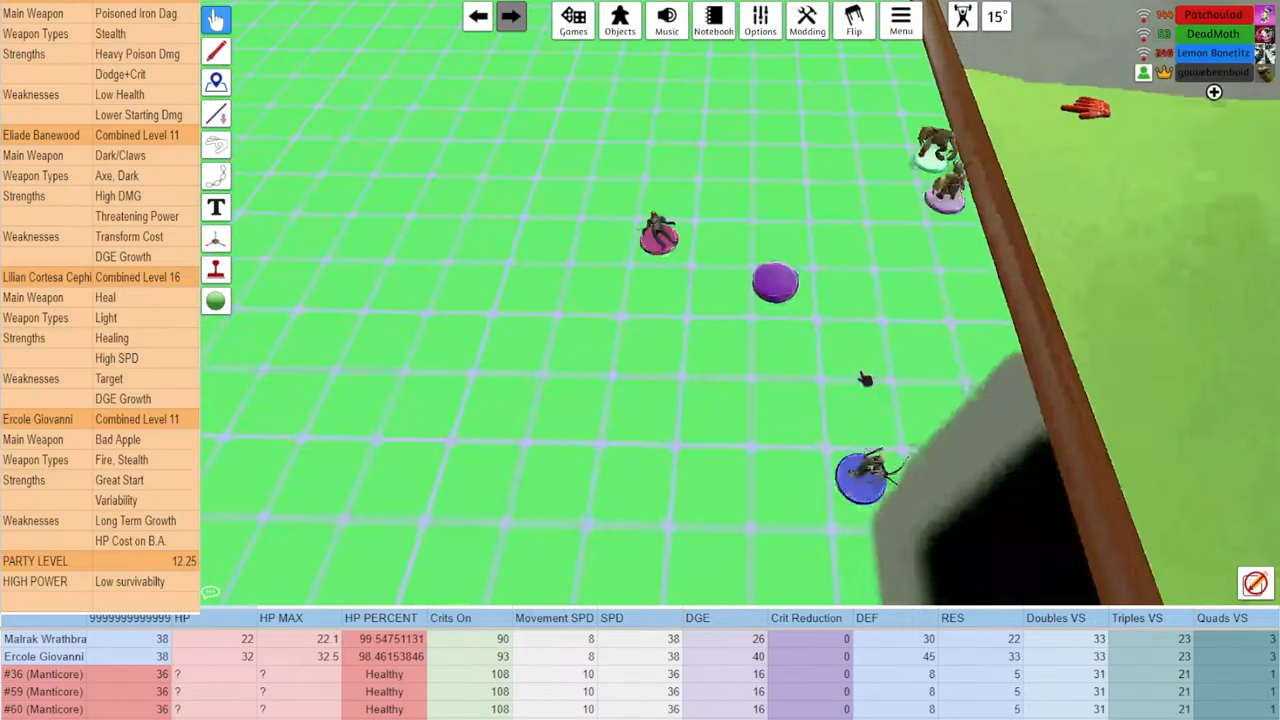 Main Weapon Poisoned Iron Dag.
Weapon Types Stealth
Strengths Heavy Poison Dmg
Dodge+Crit
Weaknesses Low Health
Lower Starting Dmg
Eliade Banewood Combined Level 11
Main Weapon Dark/Claws
Weapon Types Axe, Dark
Strengths High DMG
Threatening Power
Weaknesses Transform Cost
DGE Growth
Lilian Cortesa Cephi Combined Level 16
Main Weapon Heal
Weapon Types Light
Strengths Healing
High SPD
Weaknesses Target
DGE Growth
Ercole Giovanni Combined Level 11
Main Weapon Bad Apple
Weapon Types Fire, Stealth
Strengths Great Start
Variability
Weaknesses Long Term Growth
HP Cost on B.A.
PARTY LEVEL 12.25
HIGH POWER Low survivabilty
T
Games Objects Music Notebook Options Modding Flip Menu
15°
144 Patchoulad
53 DeadMoth
Lemon Bonetitz
youvebeenboid
9999999999999 HP HP MAX HP PERCENT Crits On Movement SPD SPD DGE Crit Reduction DEF RES Doubles VS Triples VS Quads VS
Malrak Wrathbra 38 22 22.1 99.54751131 90 8 38 26 0 30 22 33 23 3
Ercole Giovanni 38 32 32.5 98.46153846 93 8 38 40 0 45 33 33 23 3
#36 (Manticore) 36 ? ? Healthy 108 10 36 16 0 8 5 31 21 1
#59 (Manticore) 36 ? ? Healthy 108 10 36 16 0 8 5 31 21 1
#60 (Manticore) 36 ? ? Healthy 108 10 36 16 0 8 5 31 21 1